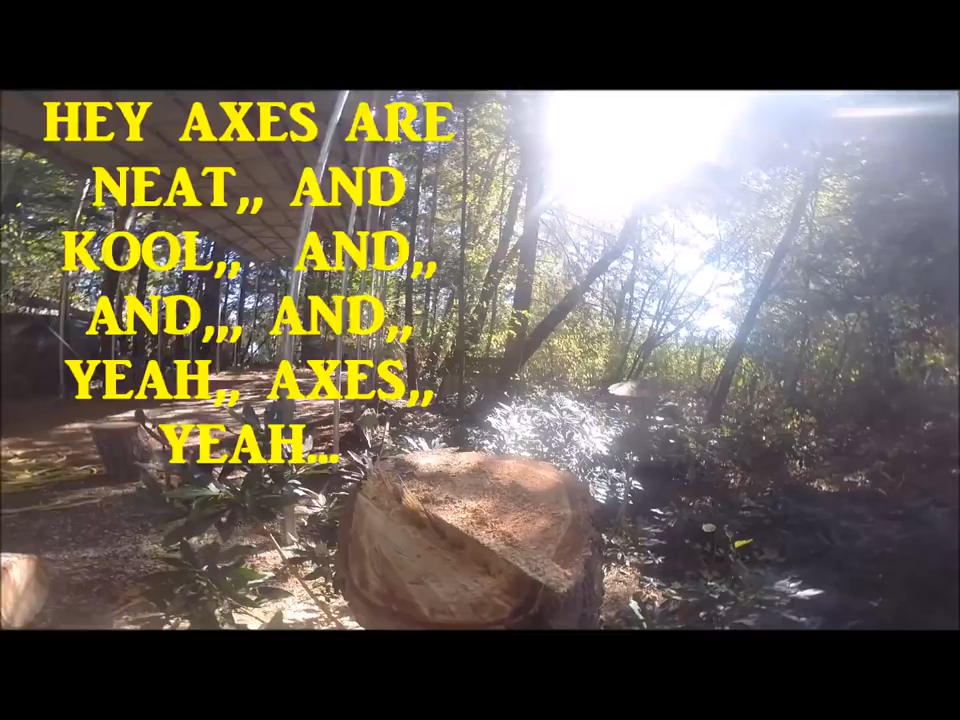 HEY AXES ARE
NEAT,, AND
KOOL,, AND,,
AND,,, AND,,
YEAH,, AXES,,
YEAH...